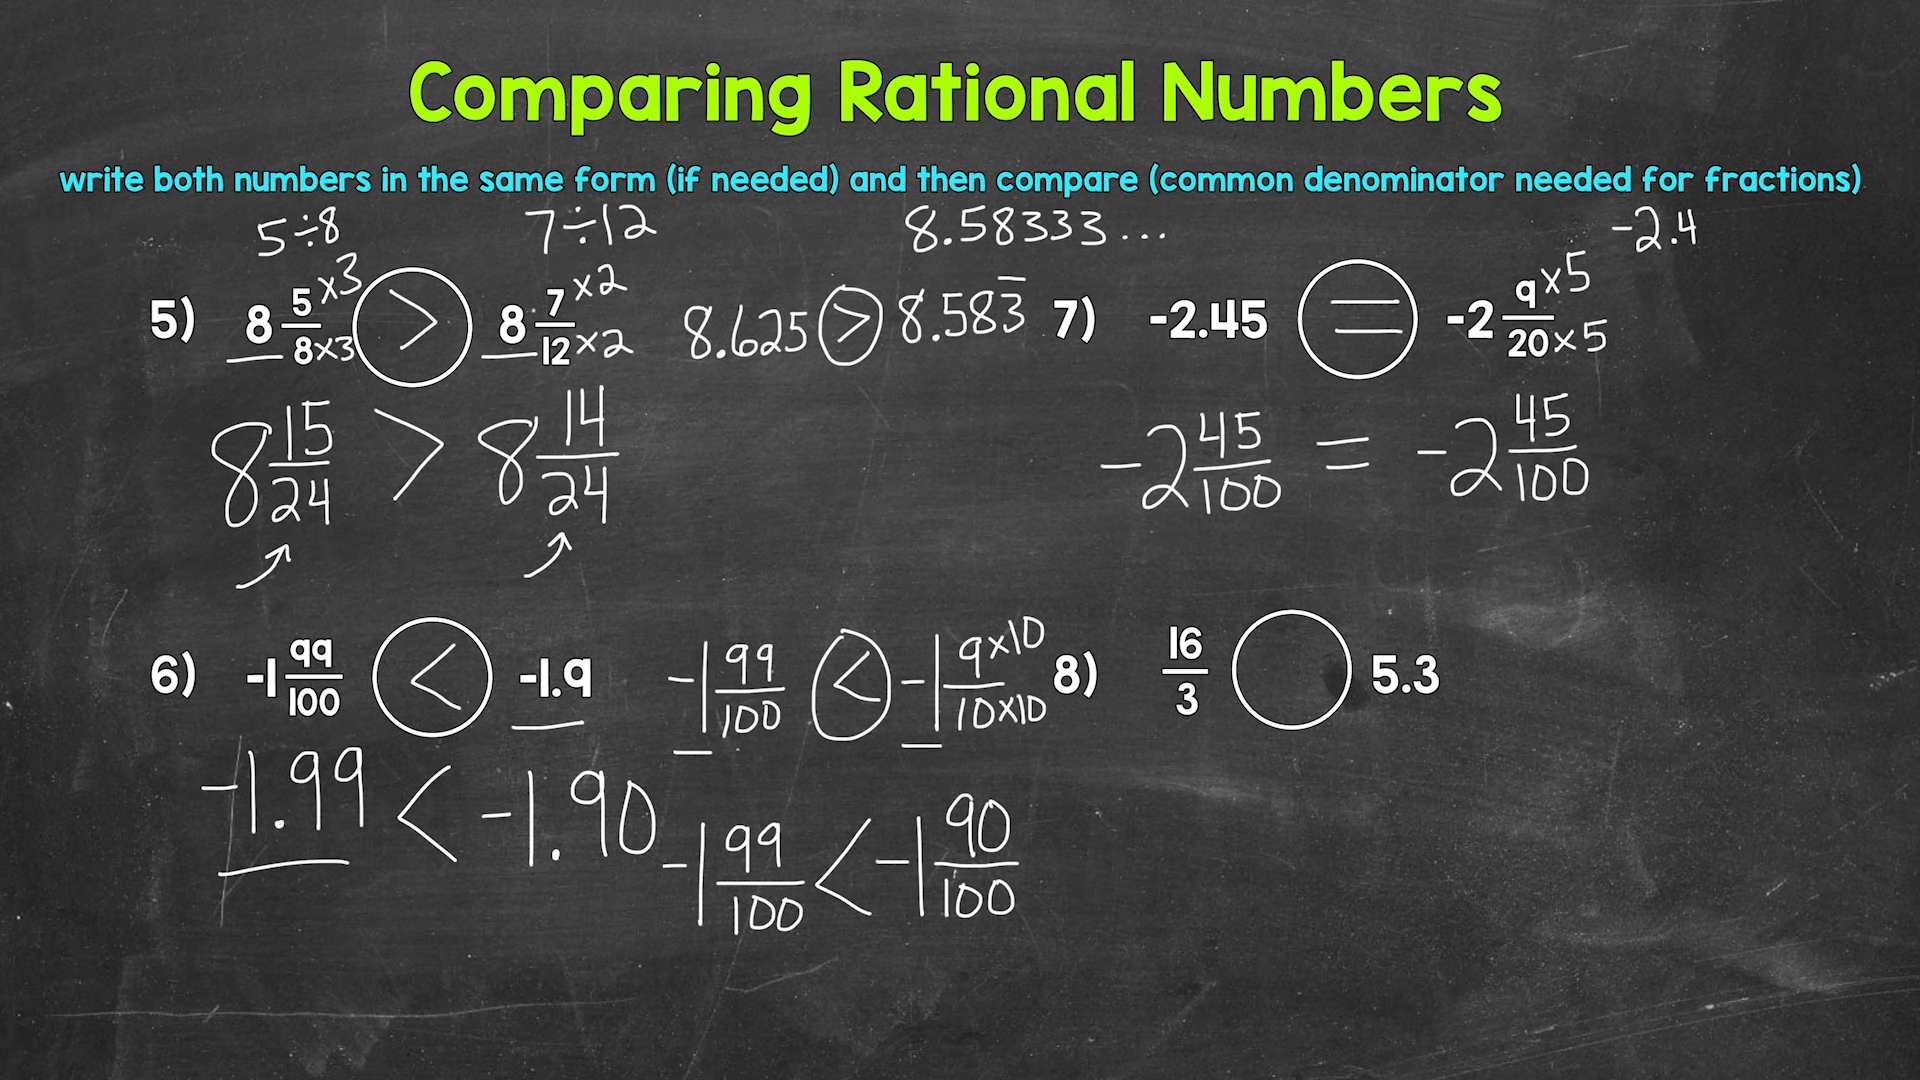 Comparing Rational Numbers
write both numbers in the same form (if needed) and then compare (common denominator needed for fractions)
5÷8 7÷12 8.58333... -2.4
5) 8 5/8 ×3 ×3 > 8 7/12 ×2 ×2 8.625 > 8.583̅
8 15/24 > 8 14/24
7) -2.45 = -2 9/20 ×5 ×5
-2 45/100 = -2 45/100
6) -1 99/100 < -1.9 -1 99/100 < -1 9×10/10×10
-1.99 < -1.90 -1 99/100 < -1 90/100
8) 16/3 5.3